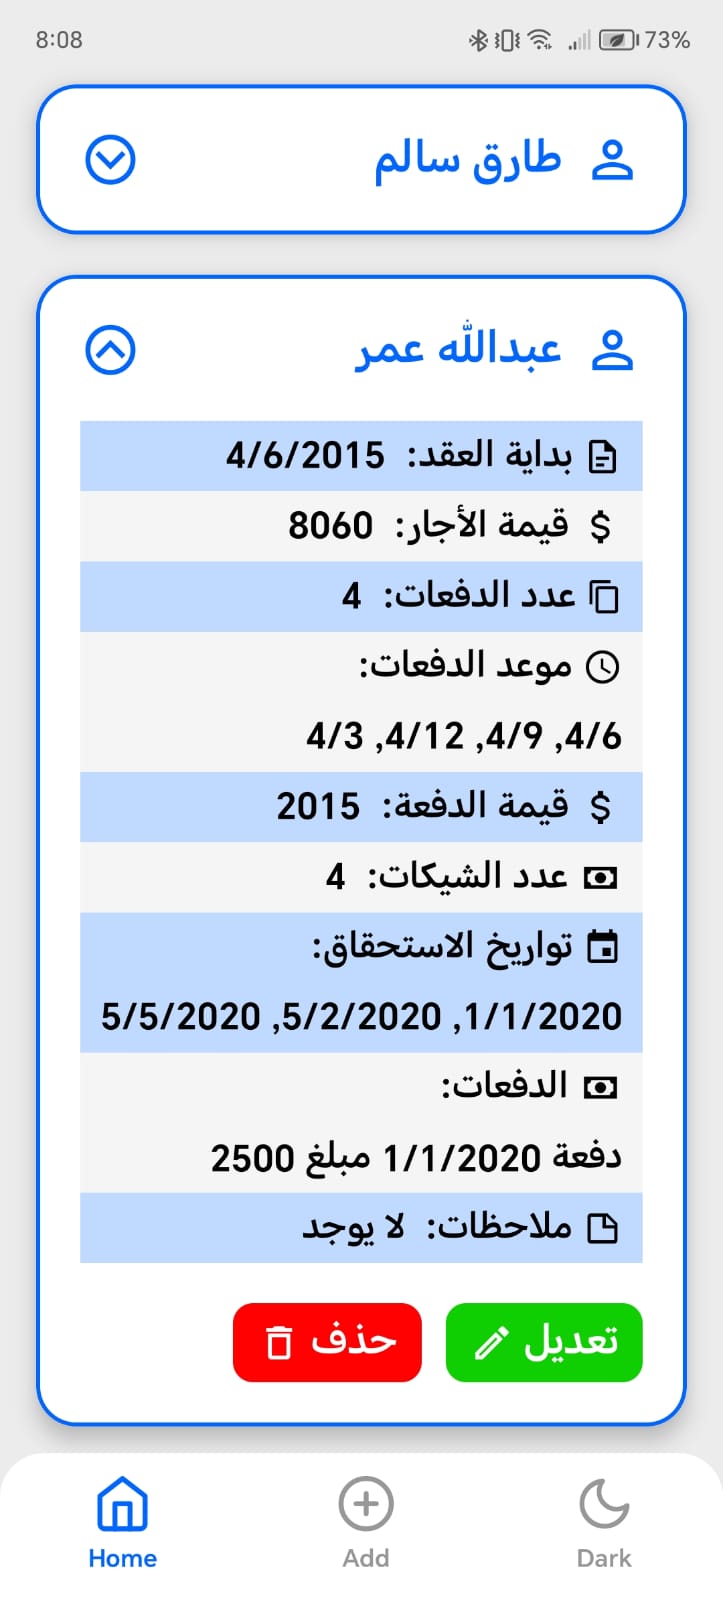 8:08
73%
طارق سالم
عبدالله عمر
بداية العقد: 4/6/2015
$ قيمة الأجار: 8060
عدد الدفعات: 4
موعد الدفعات:
4/6, 4/9, 4/12, 4/3
$ قيمة الدفعة: 2015
عدد الشيكات: 4
تواريخ الاستحقاق:
1/1/2020, 5/2/2020, 5/5/2020
الدفعات:
دفعة 1/1/2020 مبلغ 2500
ملاحظات: لا يوجد
تعديل
حذف
Home
Add
Dark